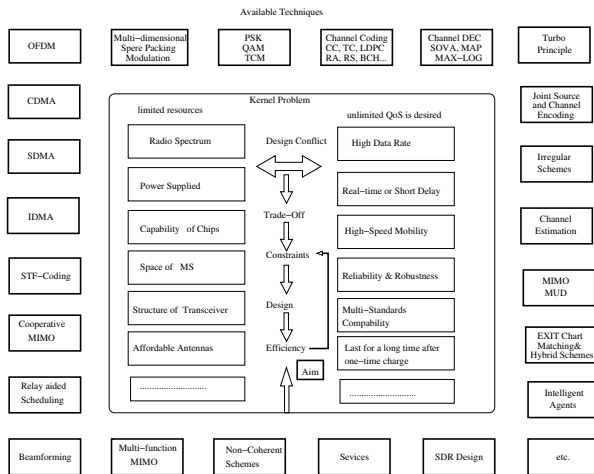 Available Techniques
OFDM
Multi-dimensional
Spere Packing
Modulation
PSK
QAM
TCM
Channel Coding
CC, TC, LDPC
RA, RS, BCH...
Channel DEC
SOVA, MAP
MAX-LOG
Turbo
Principle
CDMA
SDMA
IDMA
STF-Coding
Cooperative
MIMO
Relay aided
Scheduling
Kernel Problem
limited resources
Radio Spectrum
Power Supplied
Capability of Chips
Space of MS
Structure of Transceiver
Affordable Antennas
............................
Design Conflict
Trade-Off
Constraints
Design
Efficiency
Aim
unlimited QoS is desired
High Data Rate
Real-time or Short Delay
High-Speed Mobility
Reliability & Robustness
Multi-Standards
Compability
Last for a long time after
one-time charge
............................
Joint Source
and Channel
Encoding
Irregular
Schemes
Channel
Estimation
MIMO
MUD
EXIT Chart
Matching&
Hybrid Schemes
Intelligent
Agents
Beamforming
Multi-function
MIMO
Non-Coherent
Schemes
Sevices
SDR Design
etc.